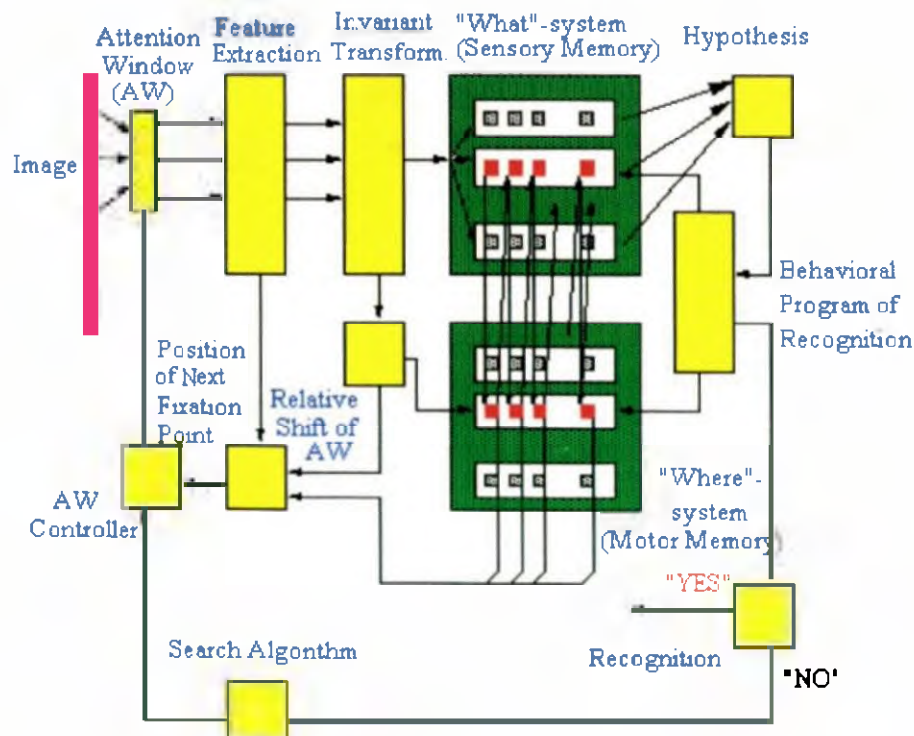 Attention
Window
(AW)
Feature
Extraction
Invariant
Transform.
"What"-system
(Sensory Memory)
Hypothesis
Image
Behavioral
Program of
Recognition
Position
of Next
Fixation
Point
Relative
Shift of
AW
AW
Controller
"Where"-
system
(Motor Memory)
"YES"
Search Algorithm
Recognition
"NO'